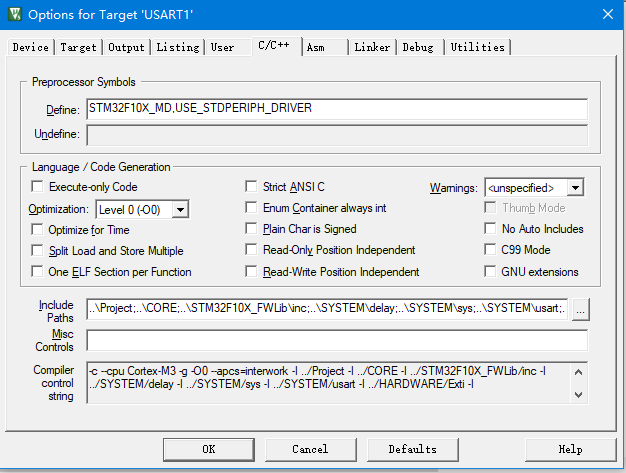 Options for Target 'USART1'
Device Target Output Listing User C/C++ Asm Linker Debug Utilities
Preprocessor Symbols
Define: STM32F10X_MD,USE_STDPERIPH_DRIVER
Undefine:
Language / Code Generation
Execute-only Code Strict ANSI C Warnings: <unspecified>
Optimization: Level 0 (-O0) Enum Container always int Thumb Mode
Optimize for Time Plain Char is Signed No Auto Includes
Split Load and Store Multiple Read-Only Position Independent C99 Mode
One ELF Section per Function Read-Write Position Independent GNU extensions
Include Paths ..\Project;..\CORE;..\STM32F10X_FWLib\inc;..\SYSTEM\delay;..\SYSTEM\sys;..\SYSTEM\usart;. ...
Misc Controls
Compiler control string -c --cpu Cortex-M3 -g -O0 --apcs=interwork -I ../Project -I ../CORE -I ../STM32F10X_FWLib/inc -I
../SYSTEM/delay -I ../SYSTEM/sys -I ../SYSTEM/usart -I ../HARDWARE/Exti -I
OK Cancel Defaults Help